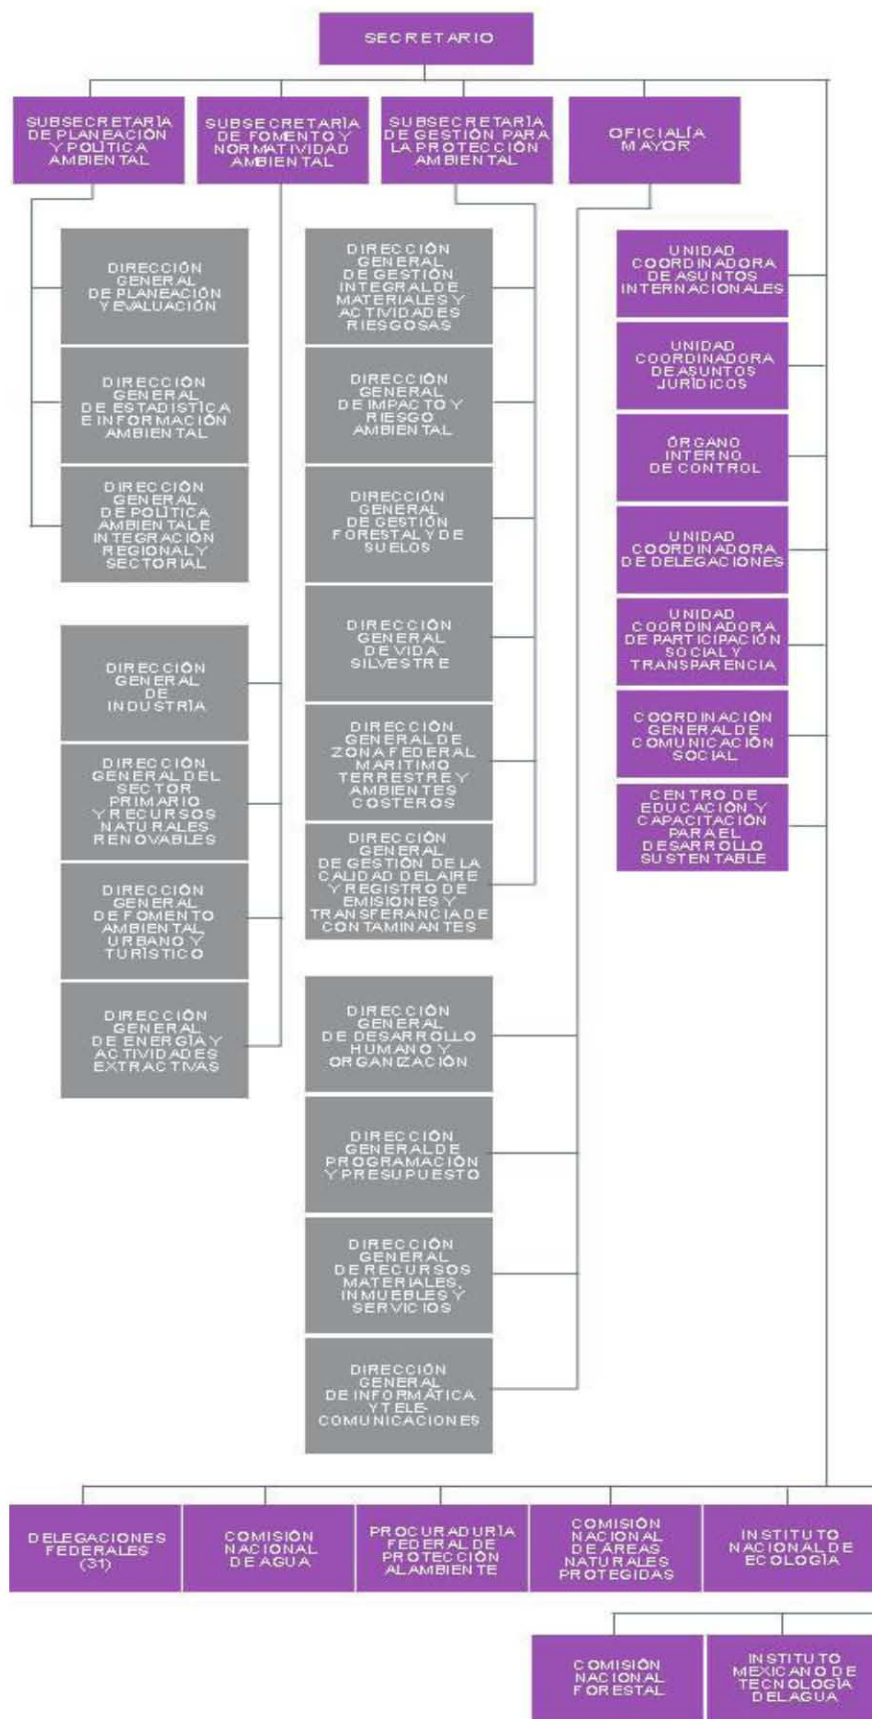 SECRETARIO
SUBSECRETARÍA
DE PLANEACIÓN
Y POLÍTICA
AMBIENTAL
SUBSECRETARÍA
DE FOMENTO Y
NORMATIVIDAD
AMBIENTAL
SUBSECRETARÍA
DE GESTIÓN PARA
LA PROTECCIÓN
AMBIENTAL
OFICIALÍA
MAYOR
DIRECCIÓN
GENERAL
DE PLANEACIÓN
Y EVALUACIÓN
DIRECCIÓN
GENERAL
DE ESTADÍSTICA
E INFORMACIÓN
AMBIENTAL
DIRECCIÓN
GENERAL
DE POLÍTICA
AMBIENTAL E
INTEGRACIÓN
REGIONAL Y
SECTORIAL
DIRECCIÓN
GENERAL
DE
INDUSTRIA
DIRECCIÓN
GENERAL DEL
SECTOR
PRIMARIO
Y RECURSOS
NATURALES
RENOVABLES
DIRECCIÓN
GENERAL
DE FOMENTO
AMBIENTAL,
URBANO Y
TURÍSTICO
DIRECCIÓN
GENERAL
DE ENERGÍA Y
ACTIVIDADES
EXTRACTIVAS
DIRECCIÓN
GENERAL
DE GESTIÓN
INTEGRAL DE
MATERIALES Y
ACTIVIDADES
RIESGOSAS
DIRECCIÓN
GENERAL
DE IMPACTO Y
RIESGO
AMBIENTAL
DIRECCIÓN
GENERAL
DE GESTIÓN
FORESTAL Y DE
SUELOS
DIRECCIÓN
GENERAL
DE VIDA
SILVESTRE
DIRECCIÓN
GENERAL DE
ZONA FEDERAL
MARÍTIMO
TERRESTRE Y
AMBIENTES
COSTEROS
DIRECCIÓN
GENERAL
DE GESTIÓN DE LA
CALIDAD DEL AIRE
Y REGISTRO DE
EMISIONES Y
TRANSFERANCIA DE
CONTAMINANTES
DIRECCIÓN
GENERAL
DE DESARROLLO
HUMANO Y
ORGANIZACIÓN
DIRECCIÓN
GENERAL DE
PROGRAMACIÓN
Y PRESUPUESTO
DIRECCIÓN
GENERAL
DE RECURSOS
MATERIALES,
INMUEBLES Y
SERVICIOS
DIRECCIÓN
GENERAL
DE INFORMÁTICA
Y TELE-
COMUNICACIONES
UNIDAD
COORDINADORA
DE ASUNTOS
INTERNACIONALES
UNIDAD
COORDINADORA
DE ASUNTOS
JURÍDICOS
ÓRGANO
INTERNO
DE CONTROL
UNIDAD
COORDINADORA
DE DELEGACIONES
UNIDAD
COORDINADORA
DE PARTICIPACIÓN
SOCIAL Y
TRANSPARENCIA
COORDINACIÓN
GENERAL DE
COMUNICACIÓN
SOCIAL
CENTRO DE
EDUCACIÓN Y
CAPACITACIÓN
PARA EL
DESARROLLO
SUSTENTABLE
DELEGACIONES
FEDERALES
(31)
COMISIÓN
NACIONAL
DE AGUA
PROCURADURÍA
FEDERAL DE
PROTECCIÓN
AL AMBIENTE
COMISIÓN
NACIONAL
DE ÁREAS
NATURALES
PROTEGIDAS
INSTITUTO
NACIONAL DE
ECOLOGÍA
COMISIÓN
NACIONAL
FORESTAL
INSTITUTO
MEXICANO DE
TECNOLOGÍA
DEL AGUA